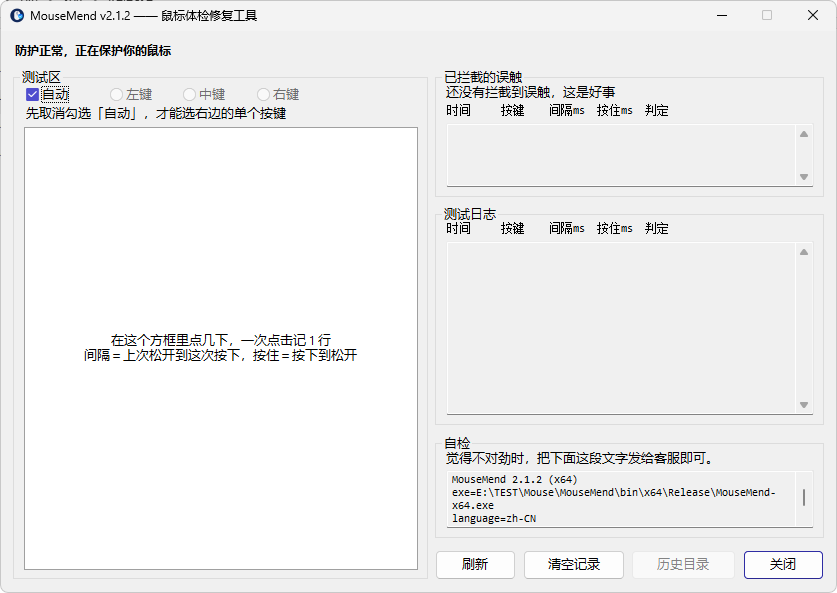 MouseMend v2.1.2 —— 鼠标体检修复工具
防护正常，正在保护你的鼠标
测试区
自动 左键 中键 右键
先取消勾选「自动」，才能选右边的单个按键
在这个方框里点几下，一次点击记 1 行
间隔＝上次松开到这次按下，按住＝按下到松开
已拦截的误触
还没有拦截到误触，这是好事
时间 按键 间隔ms 按住ms 判定
测试日志
时间 按键 间隔ms 按住ms 判定
自检
觉得不对劲时，把下面这段文字发给客服即可。
MouseMend 2.1.2 (x64)
exe=E:\TEST\Mouse\MouseMend\bin\x64\Release\MouseMend-
x64.exe
language=zh-CN
刷新 清空记录 历史目录 关闭